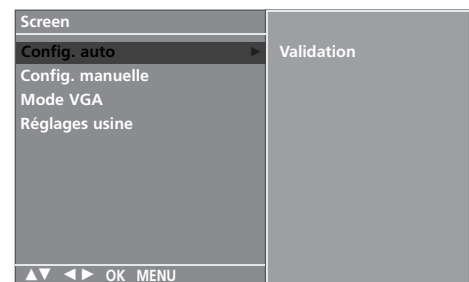 Screen
Config. auto ► Validation
Config. manuelle
Mode VGA
Réglages usine
▲▼ ◄► OK MENU